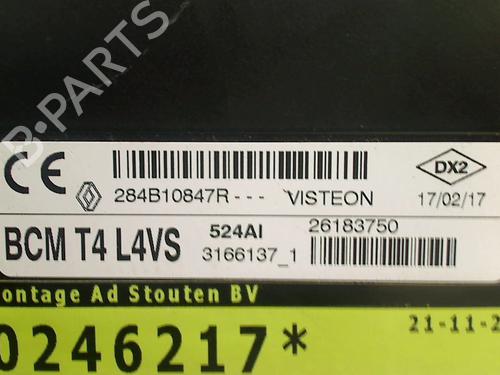 B-PARTS
CE
284B10847R--- VISTEON
DX2
17/02/17
BCM T4 L4VS
524AI
3166137_1
26183750
ontage Ad Stouten BV
0246217*
21-11-2